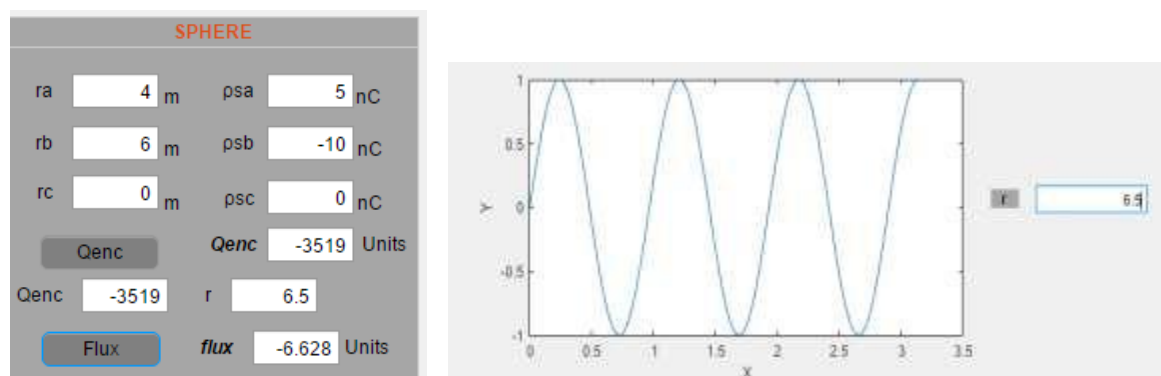 SPHERE
ra 4 m ρsa 5 nC
rb 6 m ρsb -10 nC
rc 0 m ρsc 0 nC
Qenc Qenc -3519 Units
Qenc -3519 r 6.5
Flux flux -6.628 Units
1
0.5
0
-0.5
-1
Y
0 0.5 1 1.5 2 2.5 3 3.5
X
r 6.5